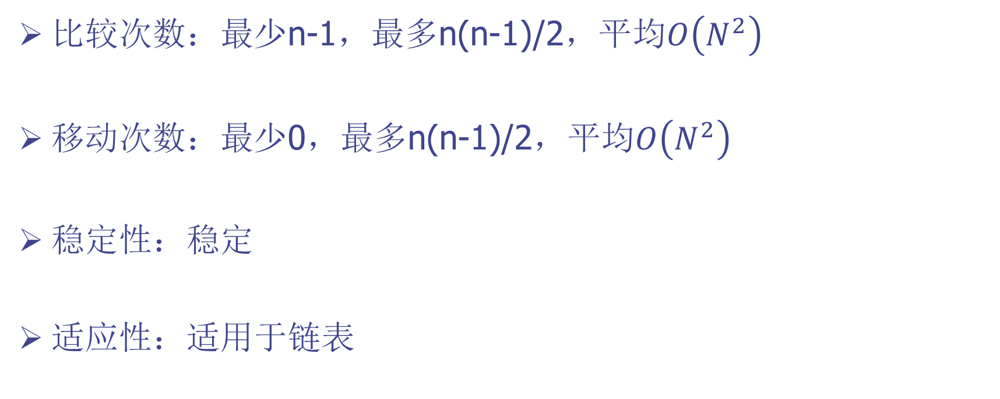 ➢ 比较次数：最少n-1，最多n(n-1)/2，平均O(N²)
➢ 移动次数：最少0，最多n(n-1)/2，平均O(N²)
➢ 稳定性：稳定
➢ 适应性：适用于链表